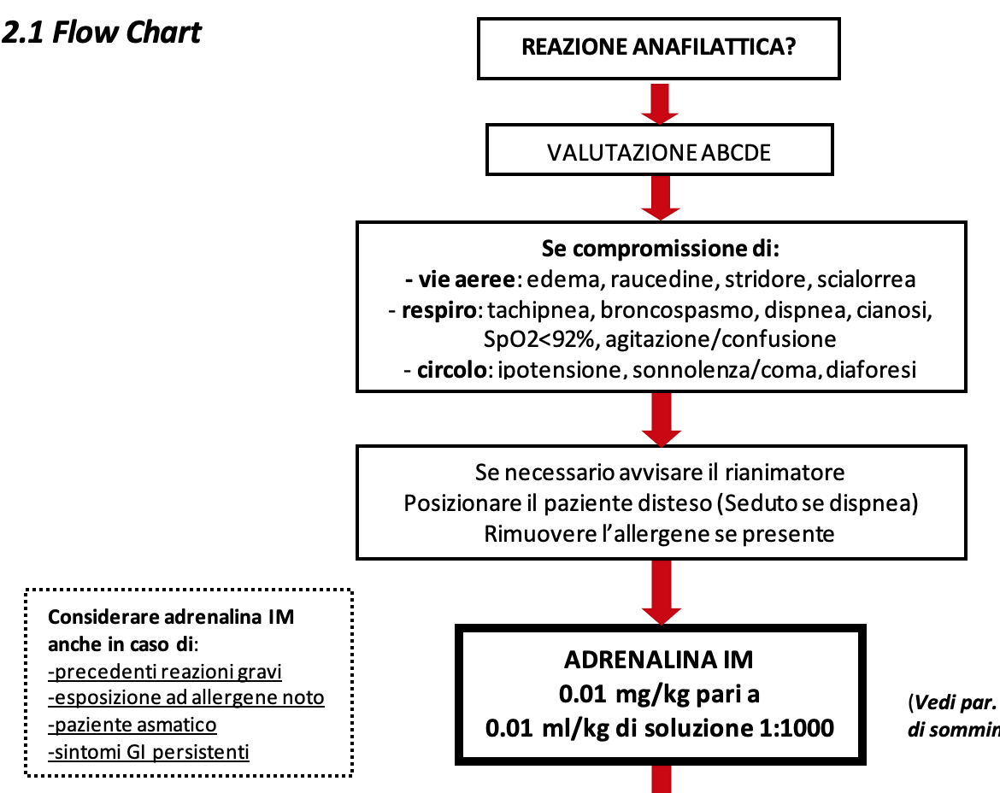 2.1 Flow Chart
REAZIONE ANAFILATTICA?
VALUTAZIONE ABCDE
Se compromissione di:
- vie aeree: edema, raucedine, stridore, scialorrea
- respiro: tachipnea, broncospasmo, dispnea, cianosi,
SpO2<92%, agitazione/confusione
- circolo: ipotensione, sonnolenza/coma, diaforesi
Se necessario avvisare il rianimatore
Posizionare il paziente disteso (Seduto se dispnea)
Rimuovere l’allergene se presente
Considerare adrenalina IM
anche in caso di:
-precedenti reazioni gravi
-esposizione ad allergene noto
-paziente asmatico
-sintomi GI persistenti
ADRENALINA IM
0.01 mg/kg pari a
0.01 ml/kg di soluzione 1:1000
(Vedi par.
di sommin